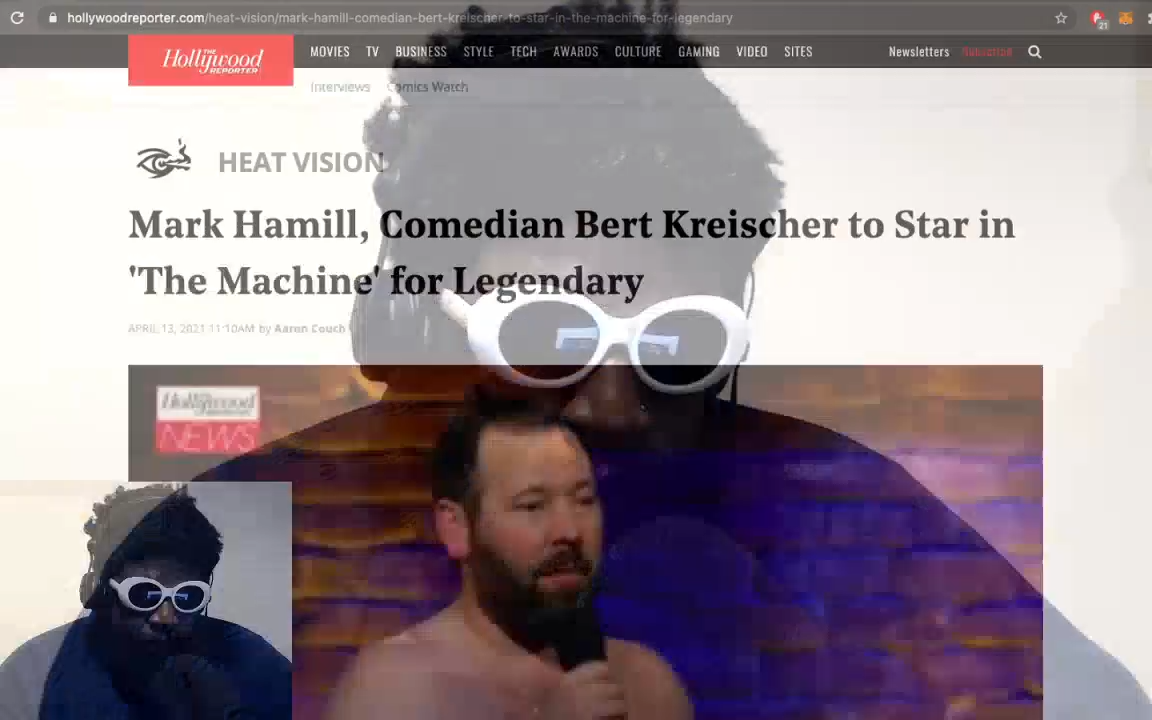 hollywoodreporter.com/heat-vision/mark-hamill-comedian-bert-kreischer-to-star-in-the-machine-for-legendary
21
THE
Hollywood
REPORTER
MOVIES TV BUSINESS STYLE TECH AWARDS CULTURE GAMING VIDEO SITES
Newsletters Subscribe
Interviews Comics Watch
HEAT VISION
Mark Hamill, Comedian Bert Kreischer to Star in
'The Machine' for Legendary
APRIL 13, 2021 11:10AM by Aaron Couch
Hollywood
NEWS